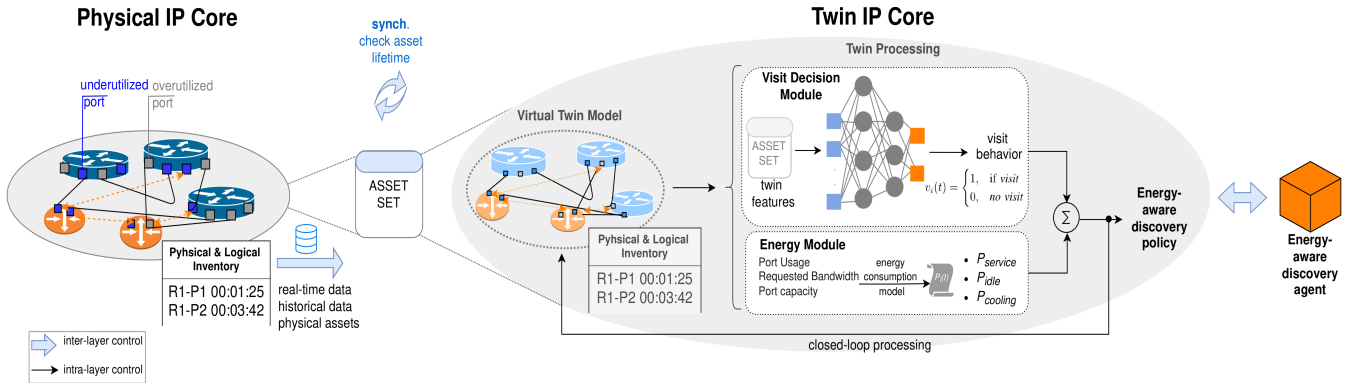 Physical IP Core
underutilized
port
overutilized
port
Pyhsical & Logical
Inventory
R1-P1 00:01:25
R1-P2 00:03:42
real-time data
historical data
physical assets
inter-layer control
intra-layer control
synch.
check asset
lifetime
ASSET
SET
Twin IP Core
Twin Processing
Virtual Twin Model
Pyhsical & Logical
Inventory
R1-P1 00:01:25
R1-P2 00:03:42
Visit Decision
Module
ASSET
SET
twin
features
visit
behavior
v_i(t) = { 1, if visit
0, no visit
Energy Module
Port Usage
Requested Bandwidth
Port capacity
energy
consumption
model
P_i(t)
• P_service
• P_idle
• P_cooling
Σ
closed-loop processing
Energy-
aware
discovery
policy
Energy-
aware
discovery
agent